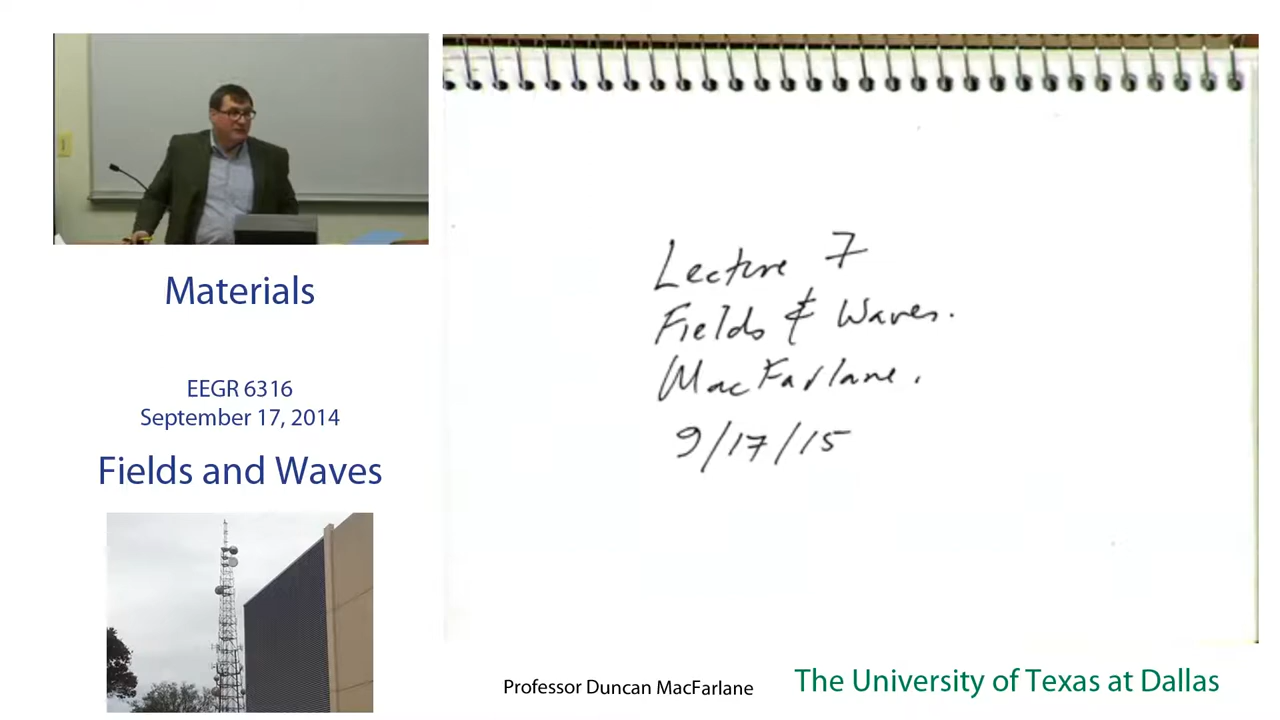 Materials
EEGR 6316
September 17, 2014
Fields and Waves
Lecture 7
Fields & Waves.
MacFarlane.
9/17/15
Professor Duncan MacFarlane
The University of Texas at Dallas